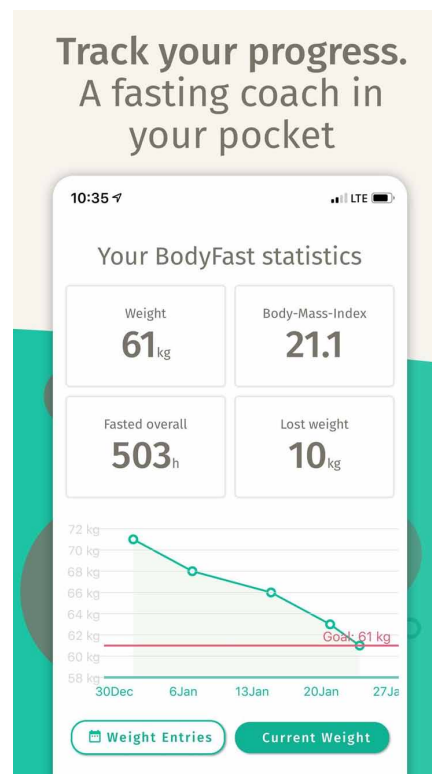 Track your progress.
A fasting coach in
your pocket
10:35 LTE
Your BodyFast statistics
Weight Body-Mass-Index
61kg 21.1
Fasted overall Lost weight
503h 10kg
72 kg
70 kg
68 kg
66 kg
64 kg
62 kg Goal: 61 kg
60 kg
58 kg
30Dec 6Jan 13Jan 20Jan 27Ja
Weight Entries Current Weight